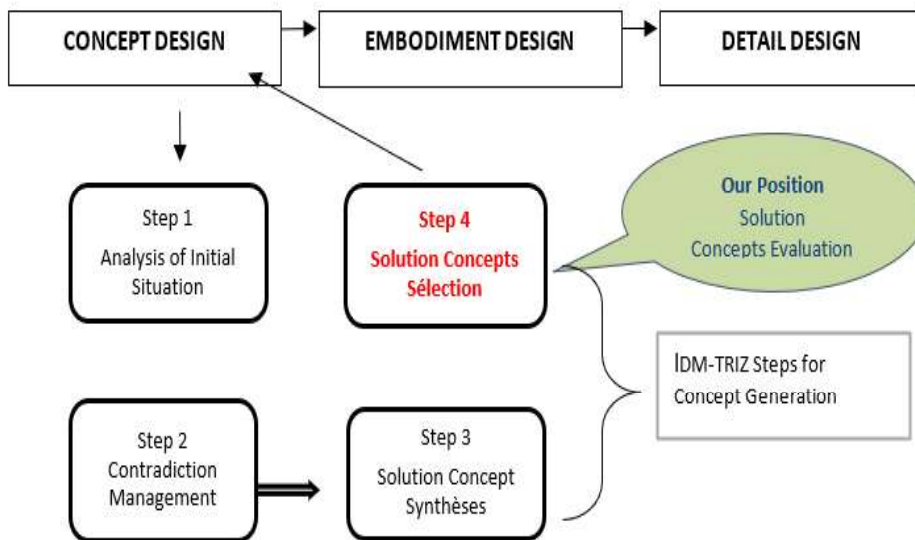 CONCEPT DESIGN
EMBODIMENT DESIGN
DETAIL DESIGN
Step 1
Analysis of Initial
Situation
Step 4
Solution Concepts
Sélection
Our Position
Solution
Concepts Evaluation
IDM-TRIZ Steps for
Concept Generation
Step 2
Contradiction
Management
Step 3
Solution Concept
Synthèses